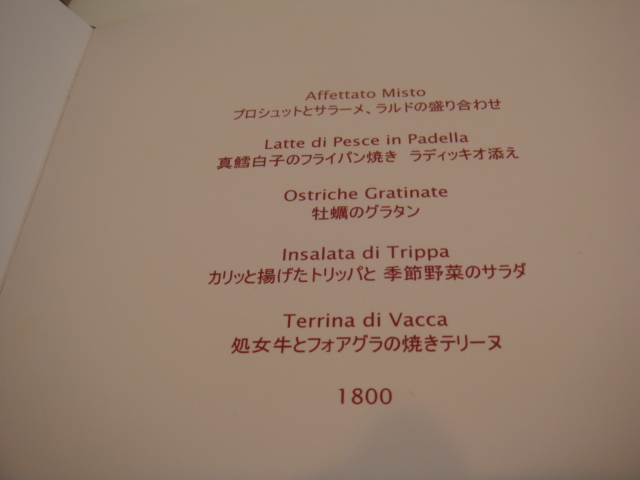 Affettato Misto
プロシュットとサラーメ、ラルドの盛り合わせ
Latte di Pesce in Padella
真鱈白子のフライパン焼き ラディッキオ添え
Ostriche Gratinate
牡蠣のグラタン
Insalata di Trippa
カリッと揚げたトリッパと 季節野菜のサラダ
Terrina di Vacca
処女牛とフォアグラの焼きテリーヌ
1800